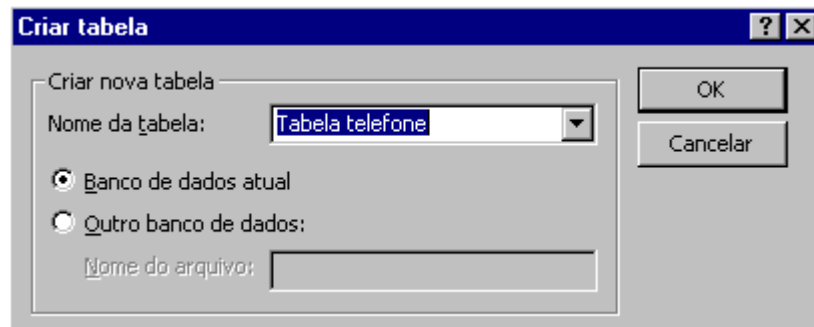 Criar tabela
Criar nova tabela
Nome da tabela: Tabela telefone
Banco de dados atual
Outro banco de dados:
Nome do arquivo:
OK
Cancelar